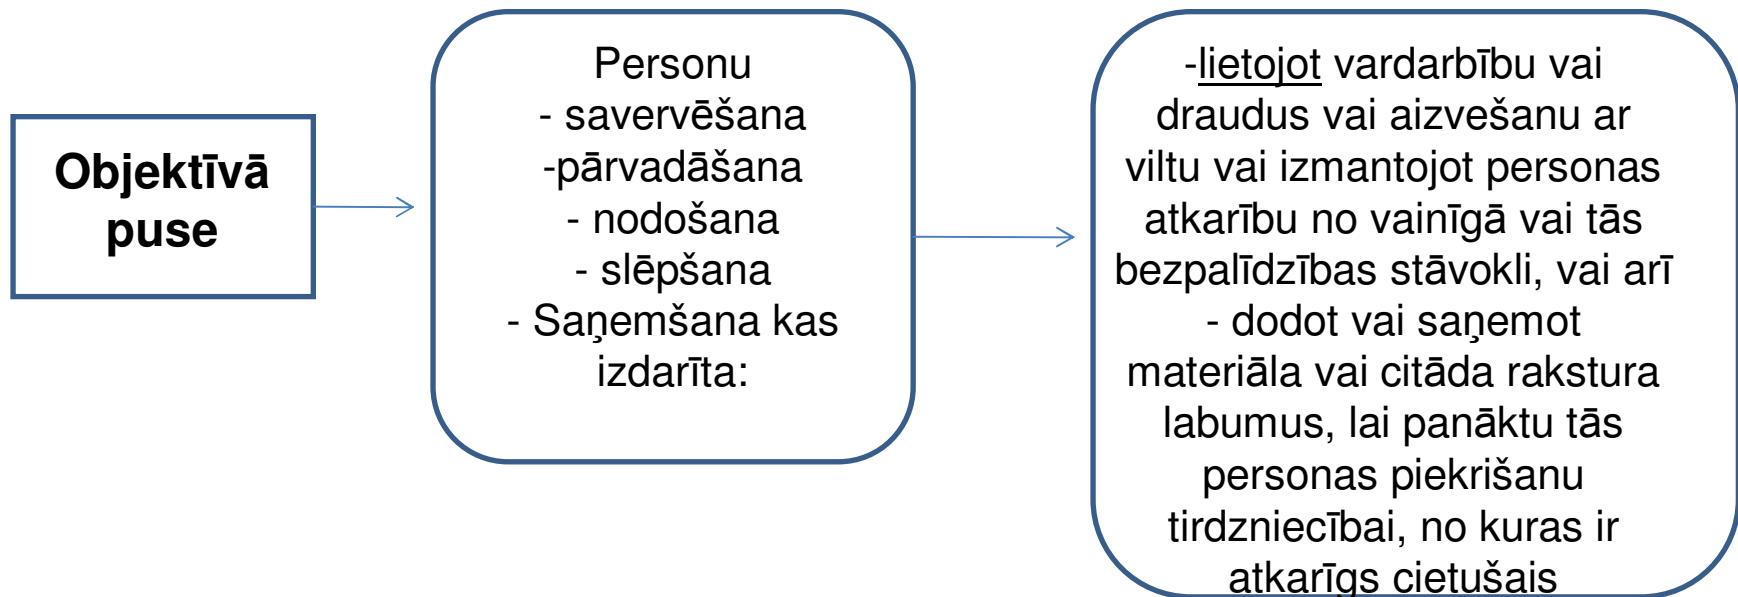 Objektīvā
puse
Personu
- savervēšana
-pārvadāšana
- nodošana
- slēpšana
- Saņemšana kas
izdarīta:
-lietojot vardarbību vai
draudus vai aizvešanu ar
viltu vai izmantojot personas
atkarību no vainīgā vai tās
bezpalīdzības stāvokli, vai arī
- dodot vai saņemot
materiāla vai citāda rakstura
labumus, lai panāktu tās
personas piekrišanu
tirdzniecībai, no kuras ir
atkarīgs cietušais